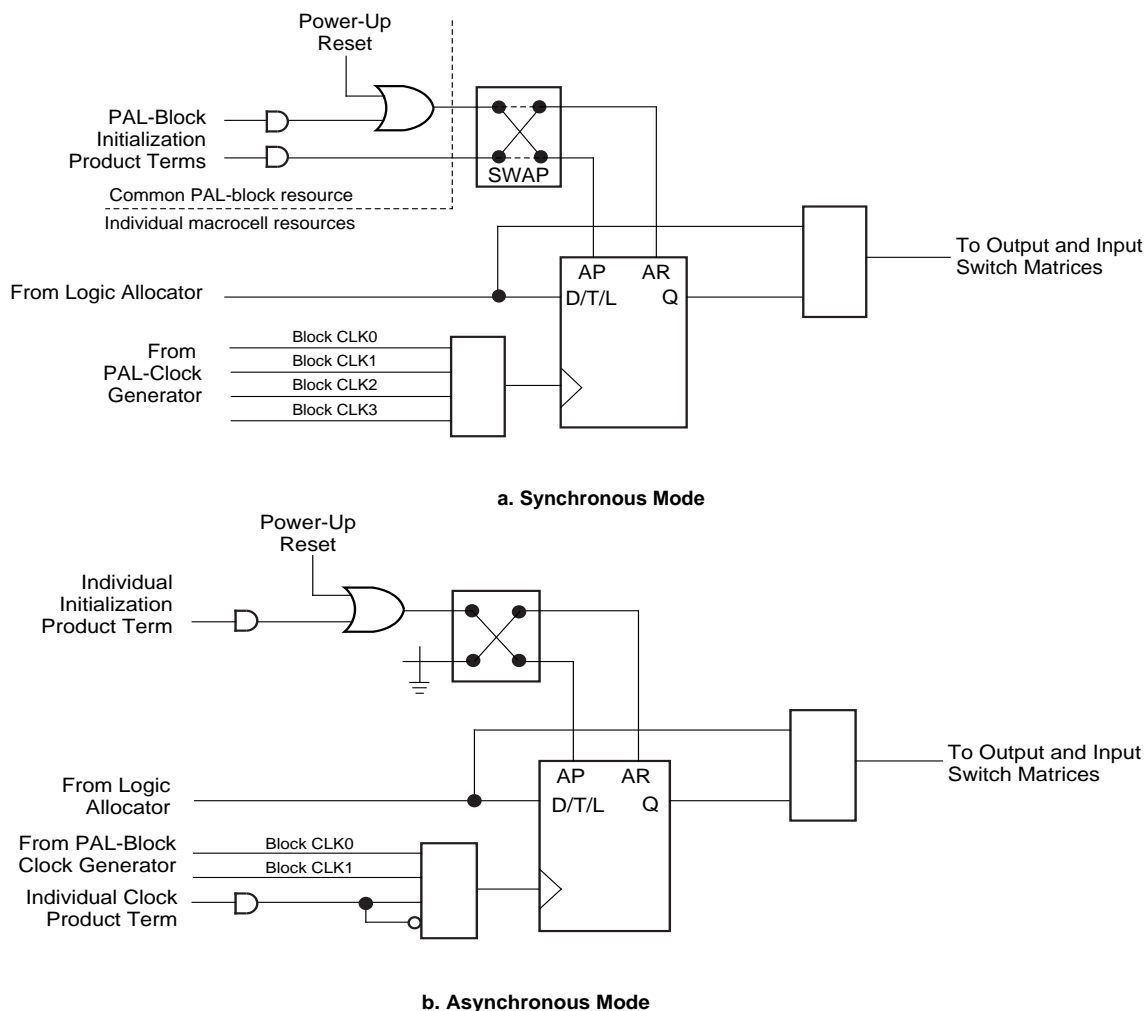 Power-Up
Reset
PAL-Block
Initialization
Product Terms
SWAP
Common PAL-block resource
Individual macrocell resources
AP AR
D/T/L Q
To Output and Input
Switch Matrices
From Logic Allocator
From
PAL-Clock
Generator
Block CLK0
Block CLK1
Block CLK2
Block CLK3
a. Synchronous Mode
Power-Up
Reset
Individual
Initialization
Product Term
AP AR
D/T/L Q
To Output and Input
Switch Matrices
From Logic
Allocator
From PAL-Block
Clock Generator
Block CLK0
Block CLK1
Individual Clock
Product Term
b. Asynchronous Mode